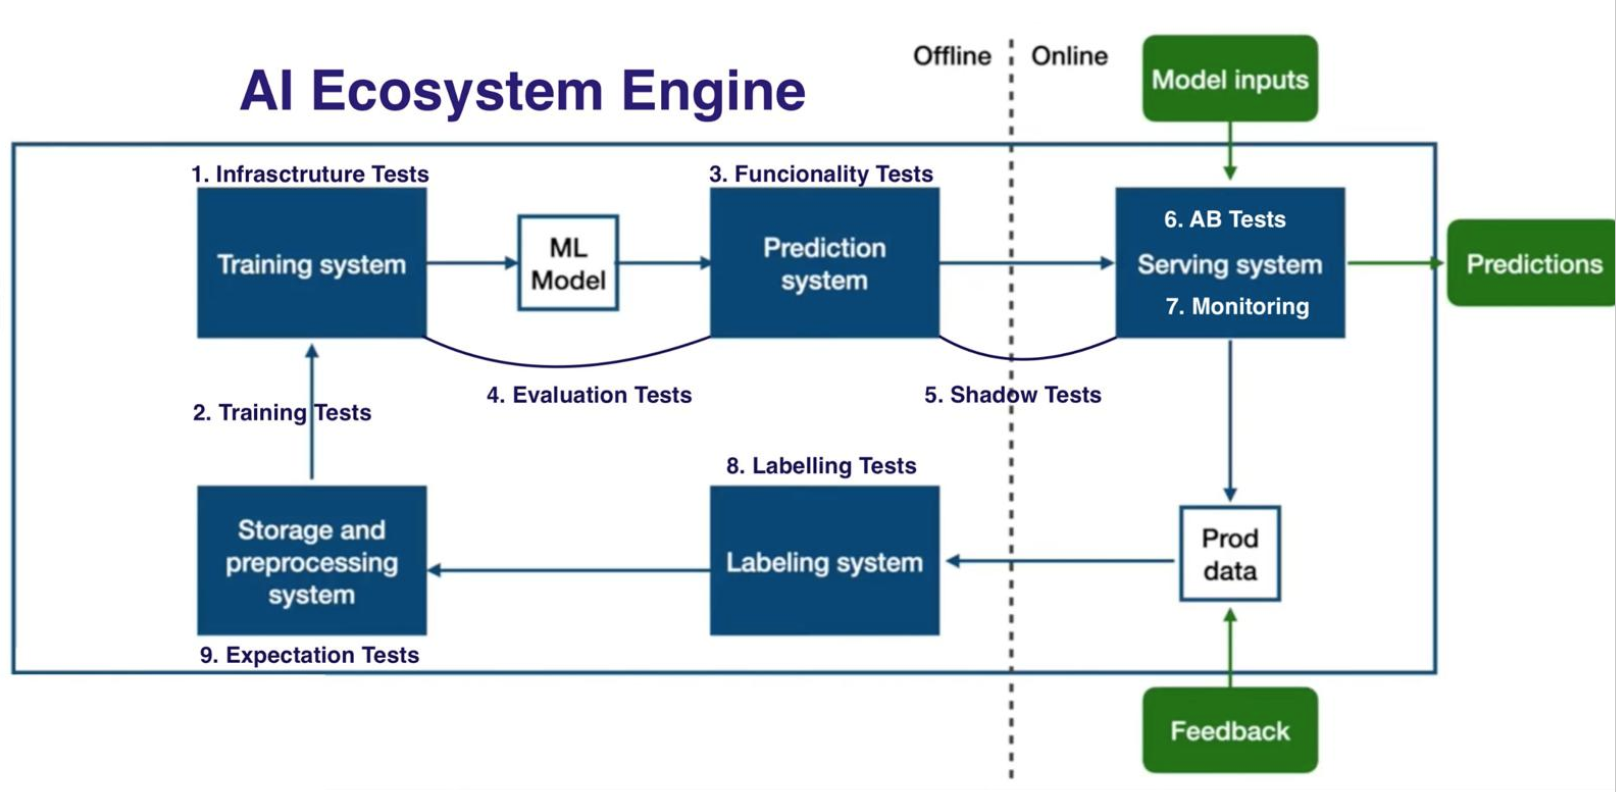 Offline
Online
AI Ecosystem Engine
Model inputs
1. Infrasctruture Tests
3. Funcionality Tests
Training system
ML
Model
Prediction
system
6. AB Tests
Serving system
7. Monitoring
Predictions
4. Evaluation Tests
5. Shadow Tests
2. Training Tests
8. Labelling Tests
Storage and
preprocessing
system
Labeling system
Prod
data
9. Expectation Tests
Feedback